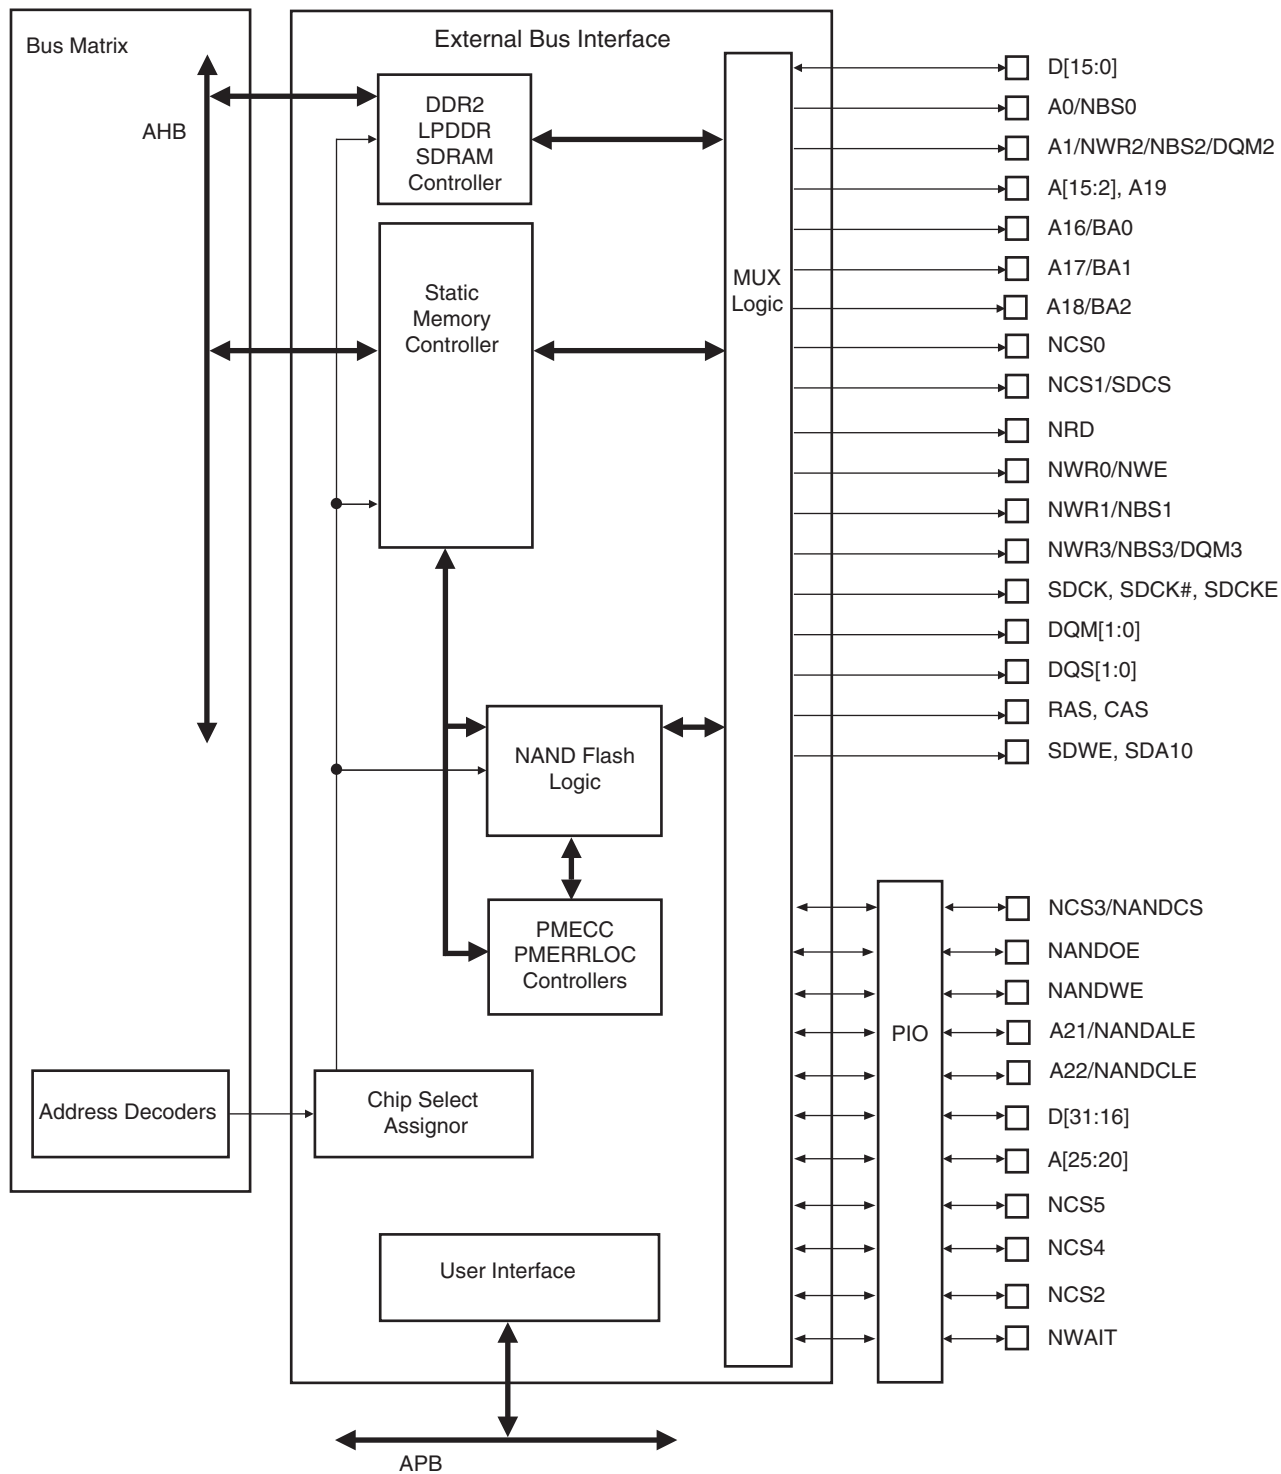 Bus Matrix
External Bus Interface
AHB
DDR2
LPDDR
SDRAM
Controller
Static
Memory
Controller
MUX
Logic
NAND Flash
Logic
PMECC
PMERRLOC
Controllers
PIO
Address Decoders
Chip Select
Assignor
User Interface
APB
D[15:0]
A0/NBS0
A1/NWR2/NBS2/DQM2
A[15:2], A19
A16/BA0
A17/BA1
A18/BA2
NCS0
NCS1/SDCS
NRD
NWR0/NWE
NWR1/NBS1
NWR3/NBS3/DQM3
SDCK, SDCK#, SDCKE
DQM[1:0]
DQS[1:0]
RAS, CAS
SDWE, SDA10
NCS3/NANDCS
NANDOE
NANDWE
A21/NANDALE
A22/NANDCLE
D[31:16]
A[25:20]
NCS5
NCS4
NCS2
NWAIT